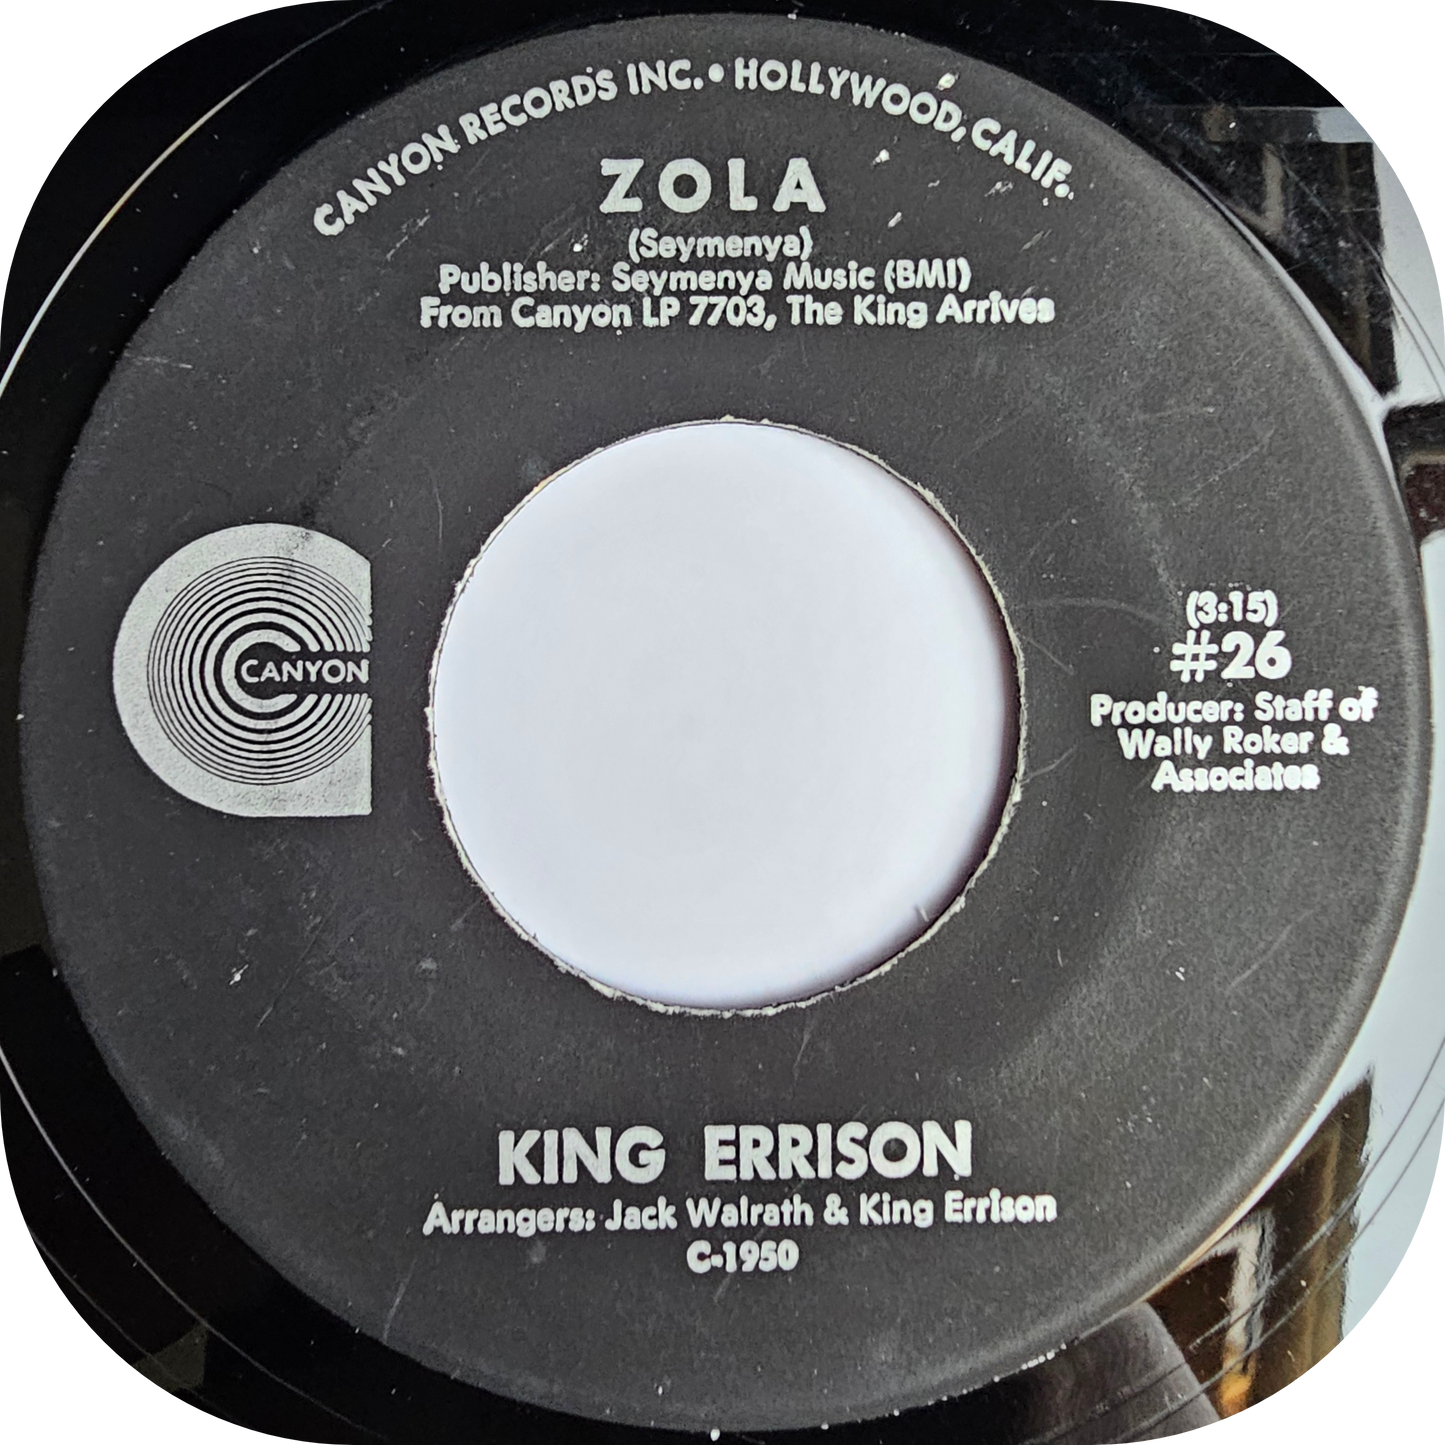 CANYON RECORDS INC. • HOLLYWOOD, CALIF.
ZOLA
(Seymenya)
Publisher: Seymenya Music (BMI)
From Canyon LP 7703, The King Arrives
CANYON
(3:15)
#26
Producer: Staff of
Wally Roker &
Associates
KING ERRISON
Arrangers: Jack Walrath & King Errison
C-1950